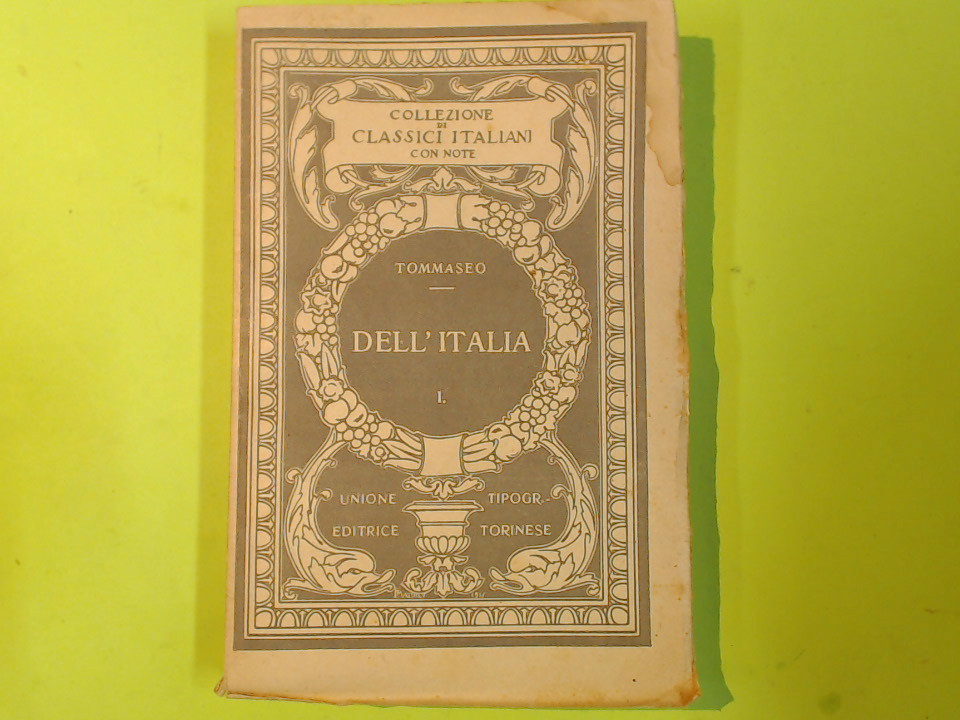 COLLEZIONE
DI
CLASSICI ITALIANI
CON NOTE
TOMMASEO
DELL'ITALIA
I.
UNIONE TIPOGR.-
EDITRICE TORINESE